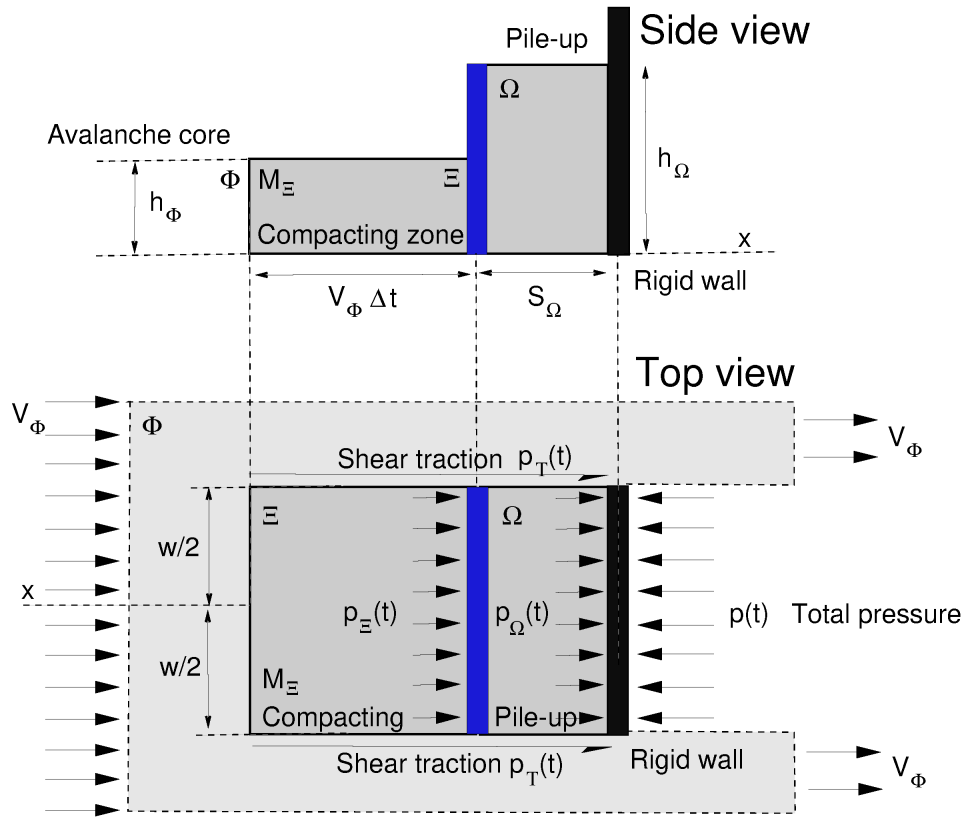 Side view
Pile-up
Ω
Avalanche core
h_Ω
Φ M_Ξ Ξ
h_Φ
Compacting zone
x
V_Φ Δt
S_Ω
Rigid wall
Top view
V_Φ
Φ
V_Φ
Shear traction p_T(t)
Ξ
Ω
w/2
x
p_Ξ(t)
p_Ω(t)
p(t) Total pressure
w/2
M_Ξ
Compacting
Pile-up
Shear traction p_T(t)
Rigid wall
V_Φ